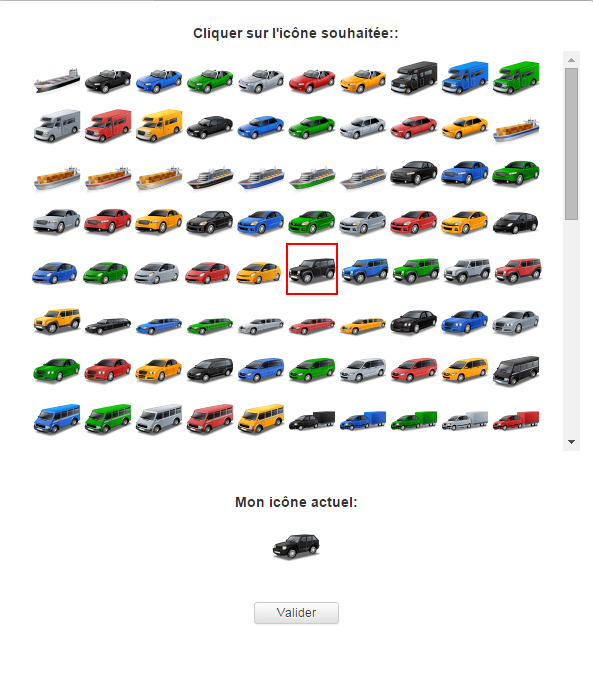 Cliquer sur l'icône souhaitée::
Mon icône actuel:
Valider